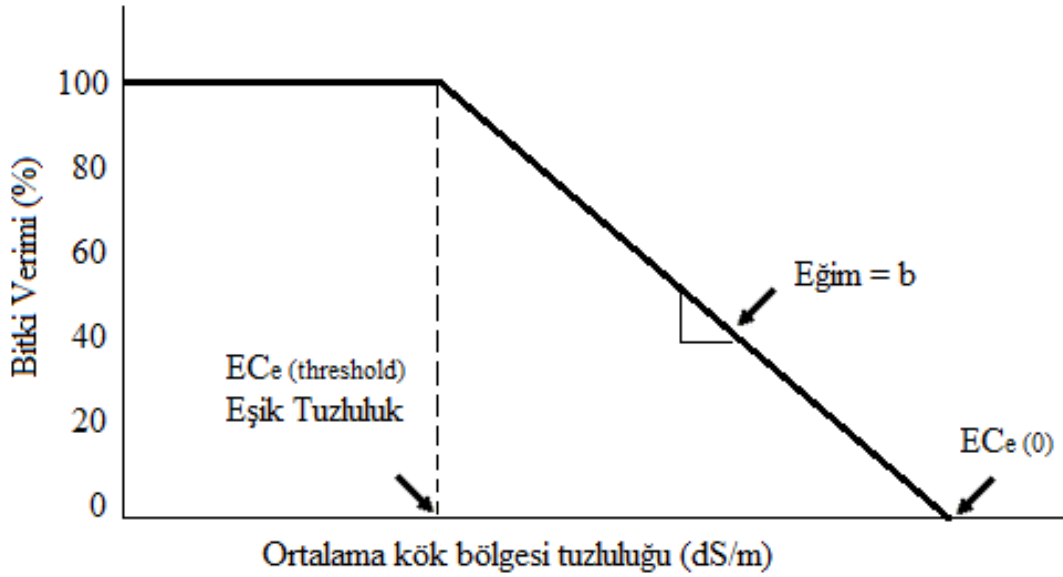 100
80
60
40
20
0
Bitki Verimi (%)
Eğim = b
ECe (threshold)
Eşik Tuzluluk
ECe (0)
Ortalama kök bölgesi tuzluluğu (dS/m)